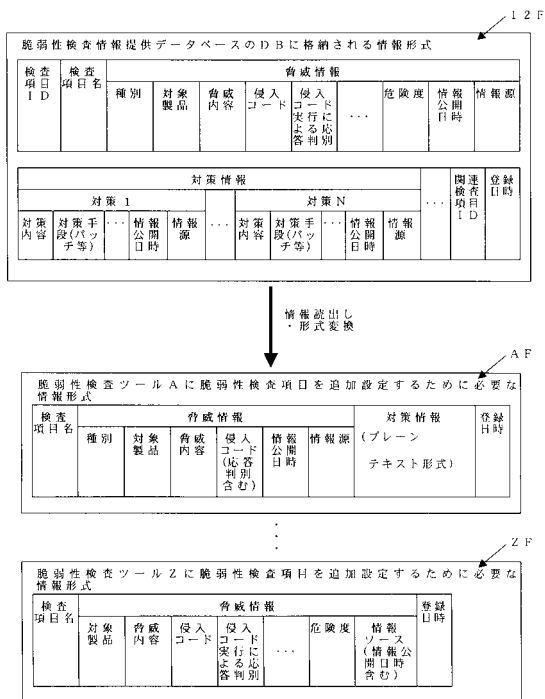 12F
脆弱性検査情報提供データベースのDBに格納される情報形式
検査項目ID
検査項目名
脅威情報
種別
対象製品
脅威内容
侵入コード
侵入コード実行による応答判別
・・・
危険度
情報公開日時
情報源
対策情報
対策1
・・・
対策N
対策内容
対策手段(パッチ等)
・・・
情報公開日時
情報源
対策内容
対策手段(パッチ等)
・・・
情報公開日時
情報源
・・・
関連検査項目ID
登録日時
情報読出し
・形式変換
AF
脆弱性検査ツールAに脆弱性検査項目を追加設定するために必要な
情報形式
検査項目名
脅威情報
種別
対象製品
脅威内容
侵入コード(応答判別含む)
情報公開日時
情報源
対策情報
(プレーン
テキスト形式)
登録日時
・・・
ZF
脆弱性検査ツールZに脆弱性検査項目を追加設定するために必要な
情報形式
検査項目名
脅威情報
対象製品
脅威内容
侵入コード
侵入コード実行による応答判別
・・・
危険度
情報ソース(情報公開日時含む)
登録日時